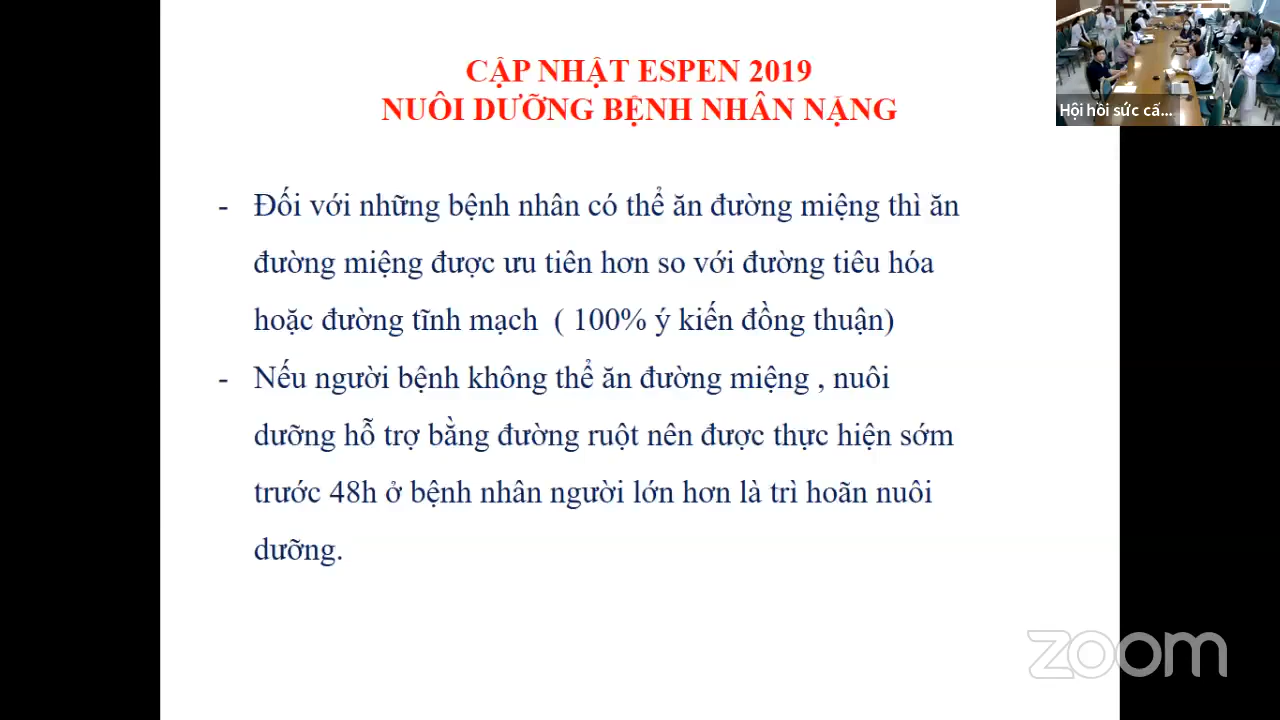 CẬP NHẬT ESPEN 2019
NUÔI DƯỠNG BỆNH NHÂN NẶNG
Hội hồi sức cấ...
- Đối với những bệnh nhân có thể ăn đường miệng thì ăn
đường miệng được ưu tiên hơn so với đường tiêu hóa
hoặc đường tĩnh mạch ( 100% ý kiến đồng thuận)
- Nếu người bệnh không thể ăn đường miệng , nuôi
dưỡng hỗ trợ bằng đường ruột nên được thực hiện sớm
trước 48h ở bệnh nhân người lớn hơn là trì hoãn nuôi
dưỡng.
zoom